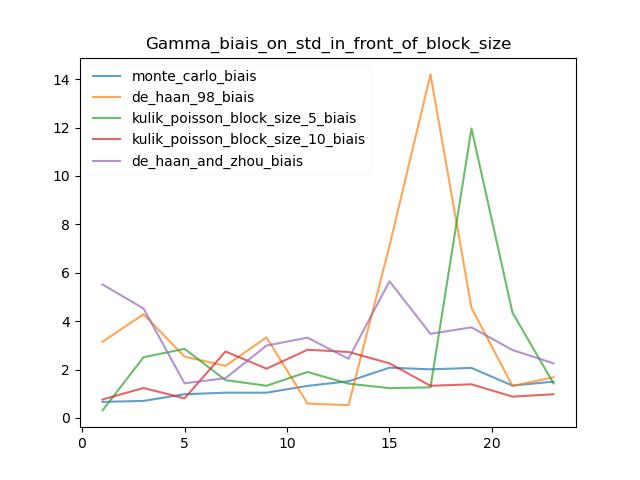 Gamma_biais_on_std_in_front_of_block_size
monte_carlo_biais
de_haan_98_biais
kulik_poisson_block_size_5_biais
kulik_poisson_block_size_10_biais
de_haan_and_zhou_biais
14
12
10
8
6
4
2
0
0 5 10 15 20